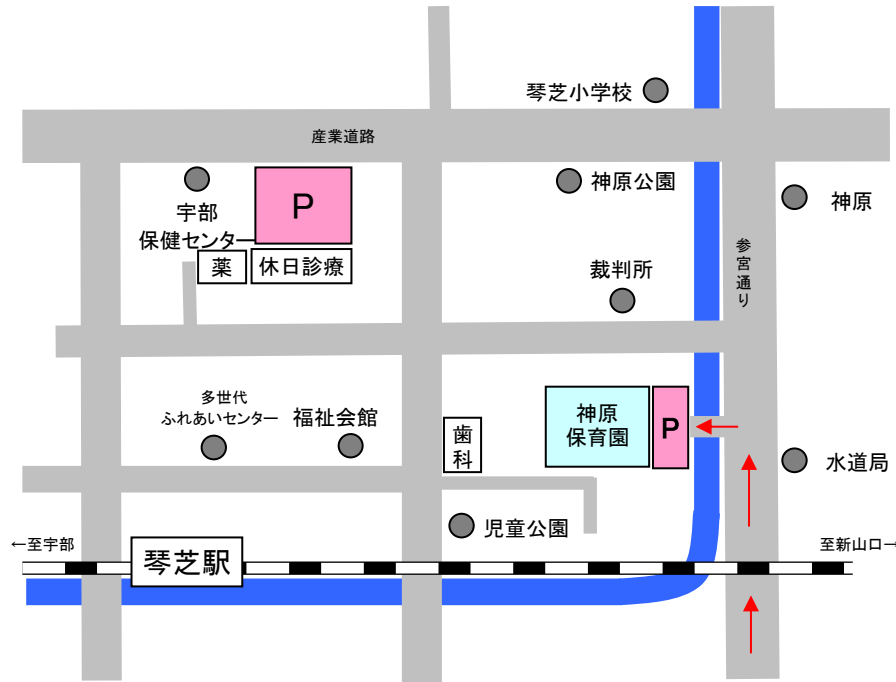 琴芝小学校
産業道路
P
神原公園
神原
宇部
保健センター
薬
休日診療
参宮通り
裁判所
多世代
ふれあいセンター
福祉会館
歯科
神原
保育園
P
水道局
児童公園
←至宇部
琴芝駅
至新山口→